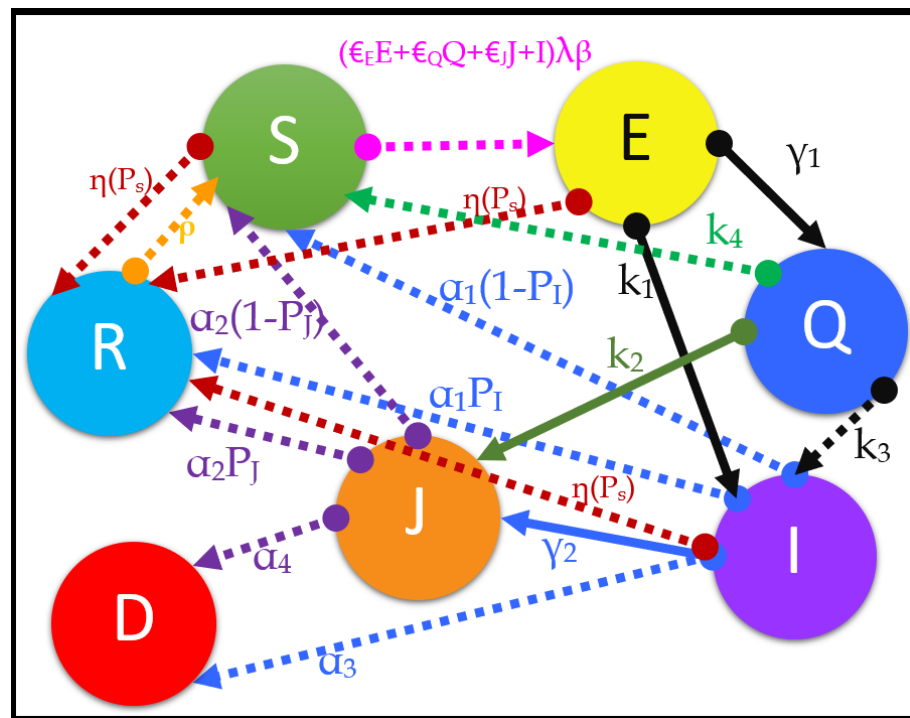 (€EE+€QQ+€JJ+I)λβ
S
E
γ1
η(Ps)
η(Ps)
ρ
k4
k1
α1(1-PI)
α2(1-PJ)
R
Q
k2
α1PI
k3
α2PJ
η(Ps)
J
γ2
I
α4
D
α3